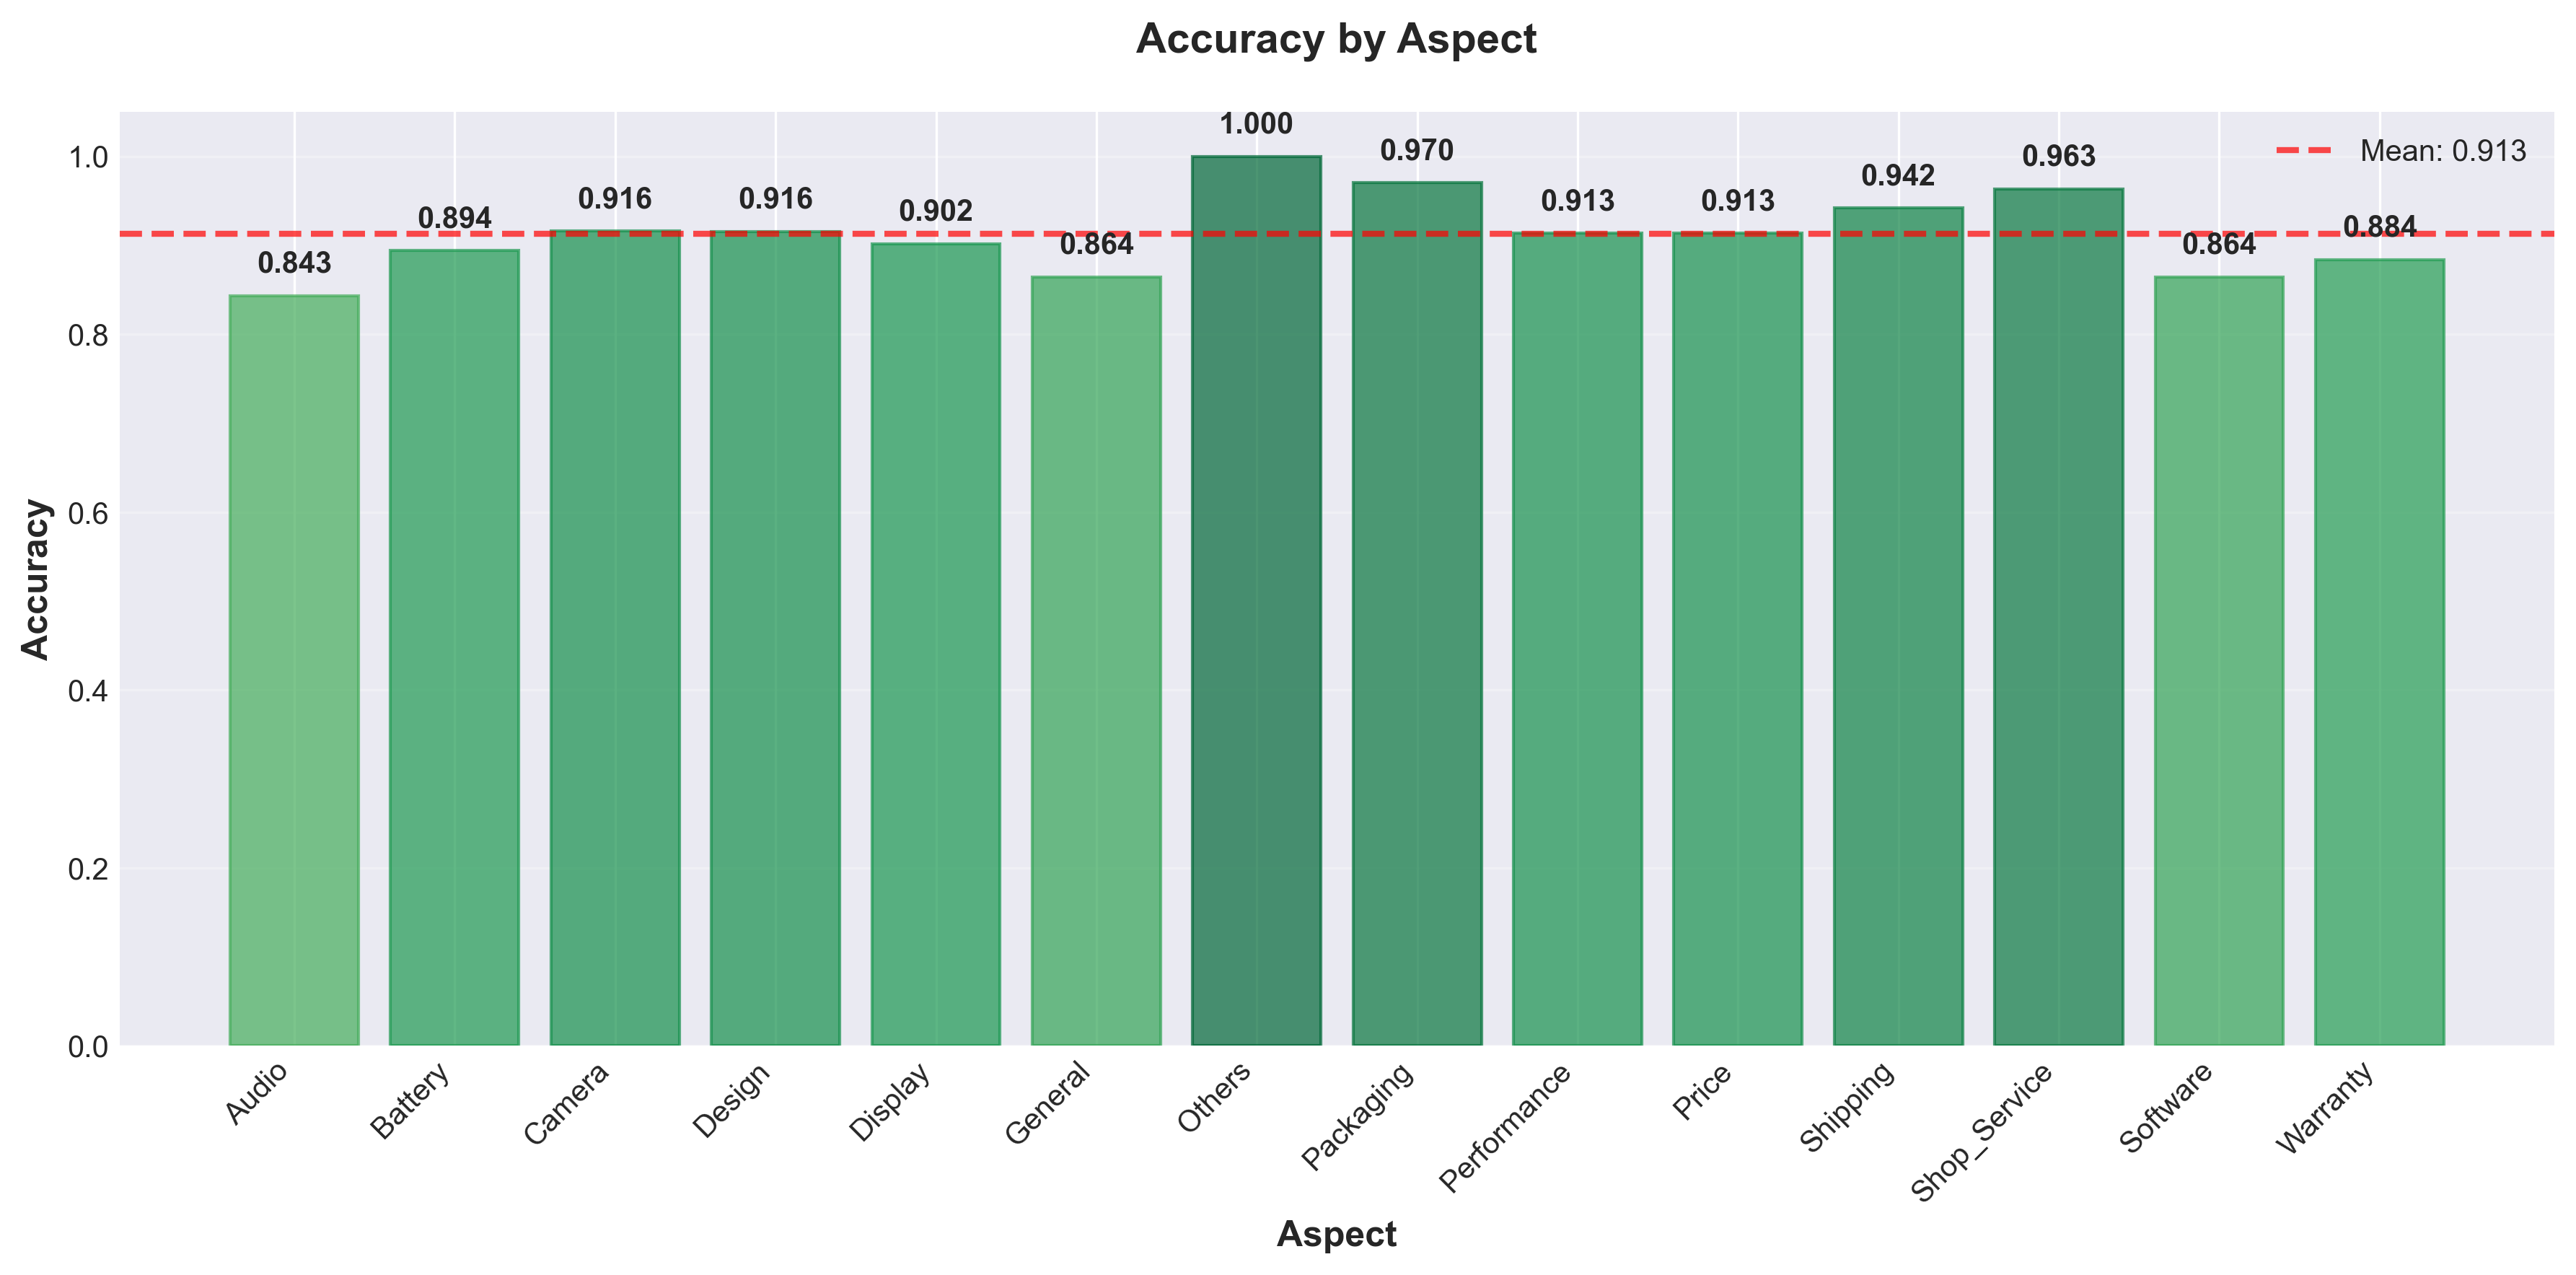 Accuracy by Aspect
Mean: 0.913
1.000
0.970
0.963
0.942
0.916
0.916
0.913
0.913
0.902
0.894
0.884
0.864
0.864
0.843
1.0
0.8
0.6
0.4
0.2
0.0
Accuracy
Audio
Battery
Camera
Design
Display
General
Others
Packaging
Performance
Price
Shipping
Shop_Service
Software
Warranty
Aspect